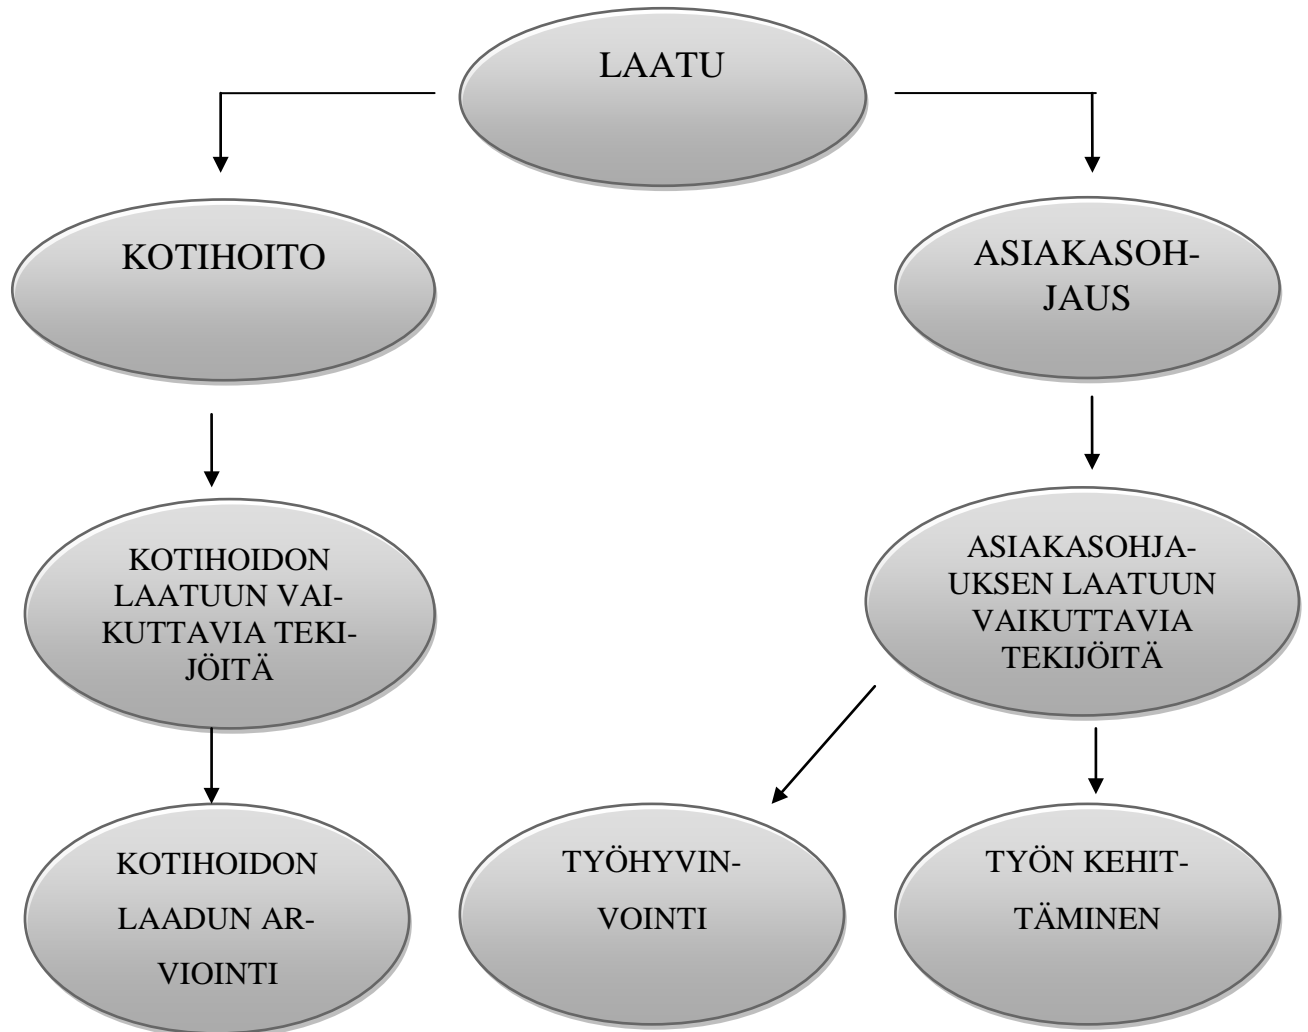 LAATU
KOTIHOITO
ASIAKASOH-
JAUS
KOTIHOIDON
LAATUUN VAI-
KUTTAVIA TEKI-
JÖITÄ
ASIAKASOHJA-
UKSEN LAATUUN
VAIKUTTAVIA
TEKIJÖITÄ
KOTIHOIDON
LAADUN AR-
VIOINTI
TYÖHYVIN-
VOINTI
TYÖN KEHIT-
TÄMINEN